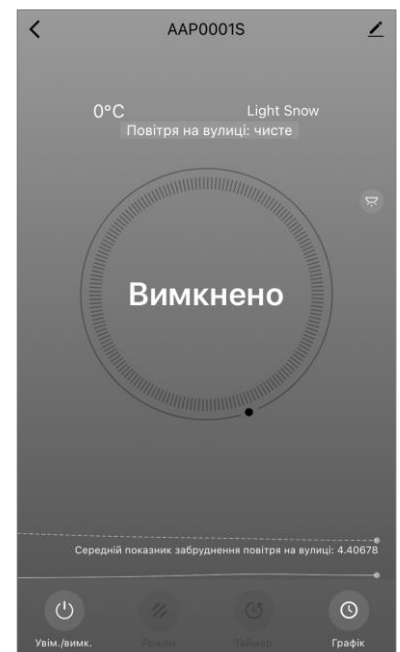 AAP0001S
0°C Light Snow
Повітря на вулиці: чисте
Вимкнено
Середній показник забруднення повітря на вулиці: 4.40678
Увім./вимк. Режим Таймер Графік